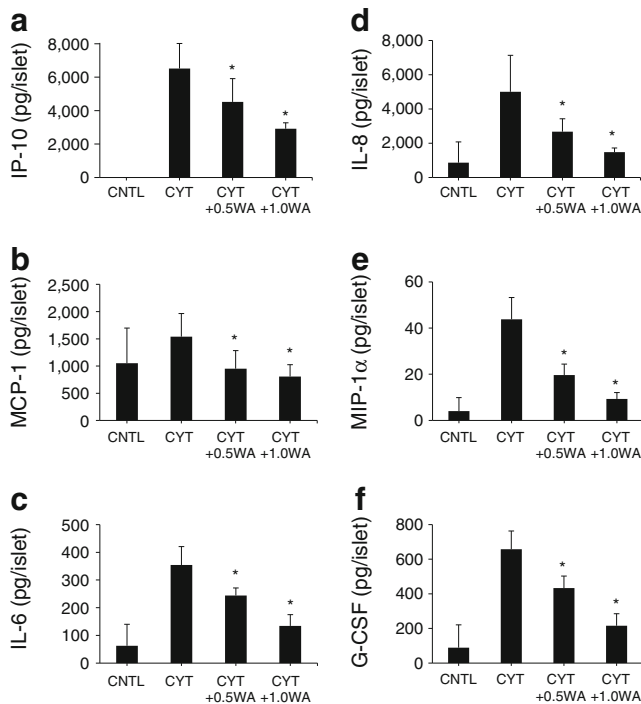 a
IP-10 (pg/islet)
8,000
6,000
4,000
2,000
0
* *
CNTL CYT CYT CYT
+0.5WA +1.0WA
b
MCP-1 (pg/islet)
2,500
2,000
1,500
1,000
500
0
* *
CNTL CYT CYT CYT
+0.5WA +1.0WA
c
IL-6 (pg/islet)
500
400
300
200
100
0
* *
CNTL CYT CYT CYT
+0.5WA +1.0WA
d
IL-8 (pg/islet)
8,000
6,000
4,000
2,000
0
* *
CNTL CYT CYT CYT
+0.5WA +1.0WA
e
MIP-1α (pg/islet)
60
40
20
0
* *
CNTL CYT CYT CYT
+0.5WA +1.0WA
f
G-CSF (pg/islet)
800
600
400
200
0
* *
CNTL CYT CYT CYT
+0.5WA +1.0WA